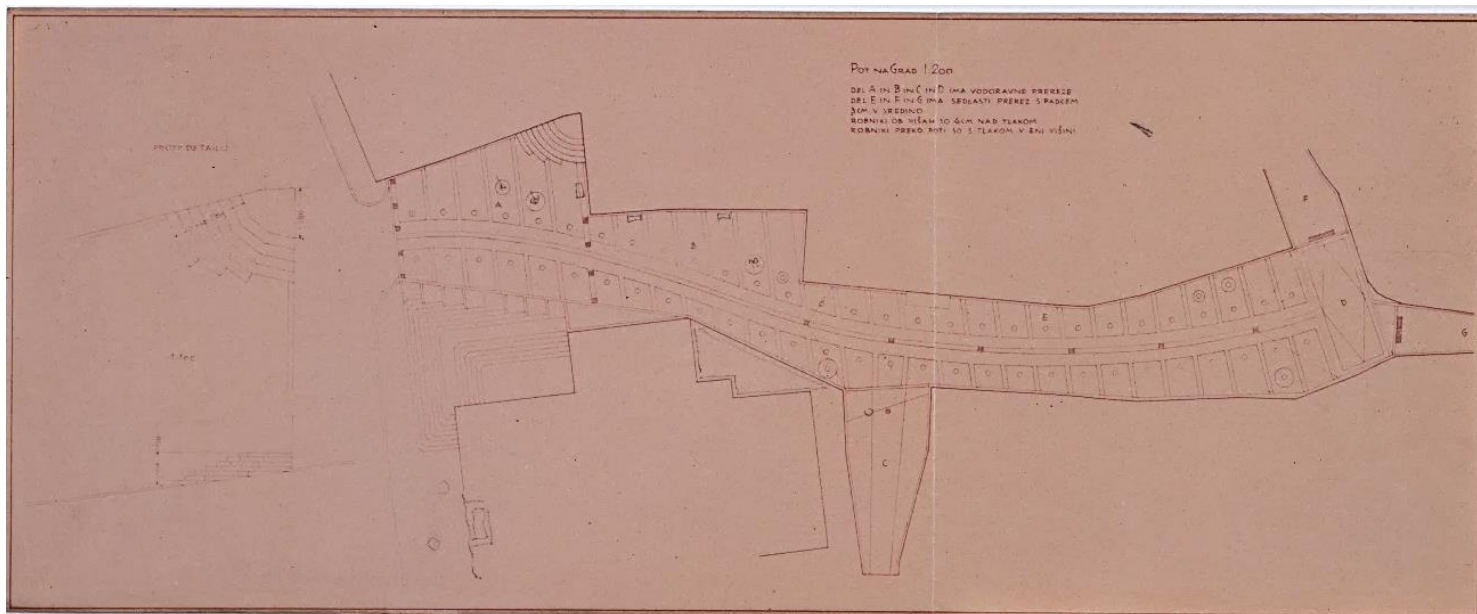 POT NA GRAD 1:200
DEL A IN B IN C IN D IMA VODORAVNE PREREZE
DEL E IN F IN G IMA SEDLASTI PREREZ S PADCEM
3CM V SREDINO
ROBNIKI OB HIŠAH SO 4CM NAD TLAKOM
ROBNIKI PREKO POTI SO S TLAKOM V ENI VIŠINI
A
B
C
D
E
F
G